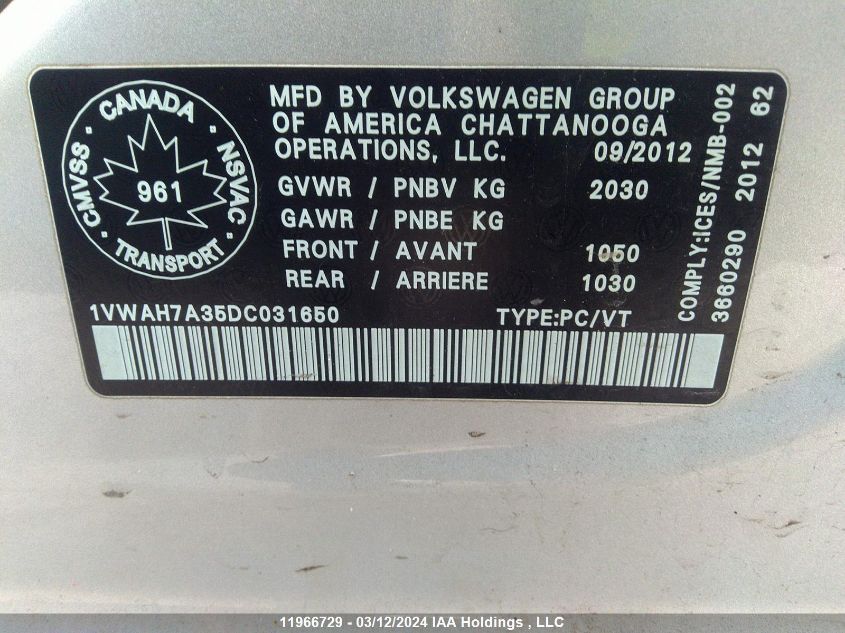 CANADA
CMVSS · NSVAC
961
TRANSPORT
MFD BY VOLKSWAGEN GROUP
OF AMERICA CHATTANOOGA
OPERATIONS, LLC. 09/2012
GVWR / PNBV KG 2030
GAWR / PNBE KG
FRONT / AVANT 1050
REAR / ARRIERE 1030
1VWAH7A35DC031650 TYPE:PC/VT
COMPLY:ICES/NMB-002
3660290 2012 62
11966729 - 03/12/2024 IAA Holdings , LLC